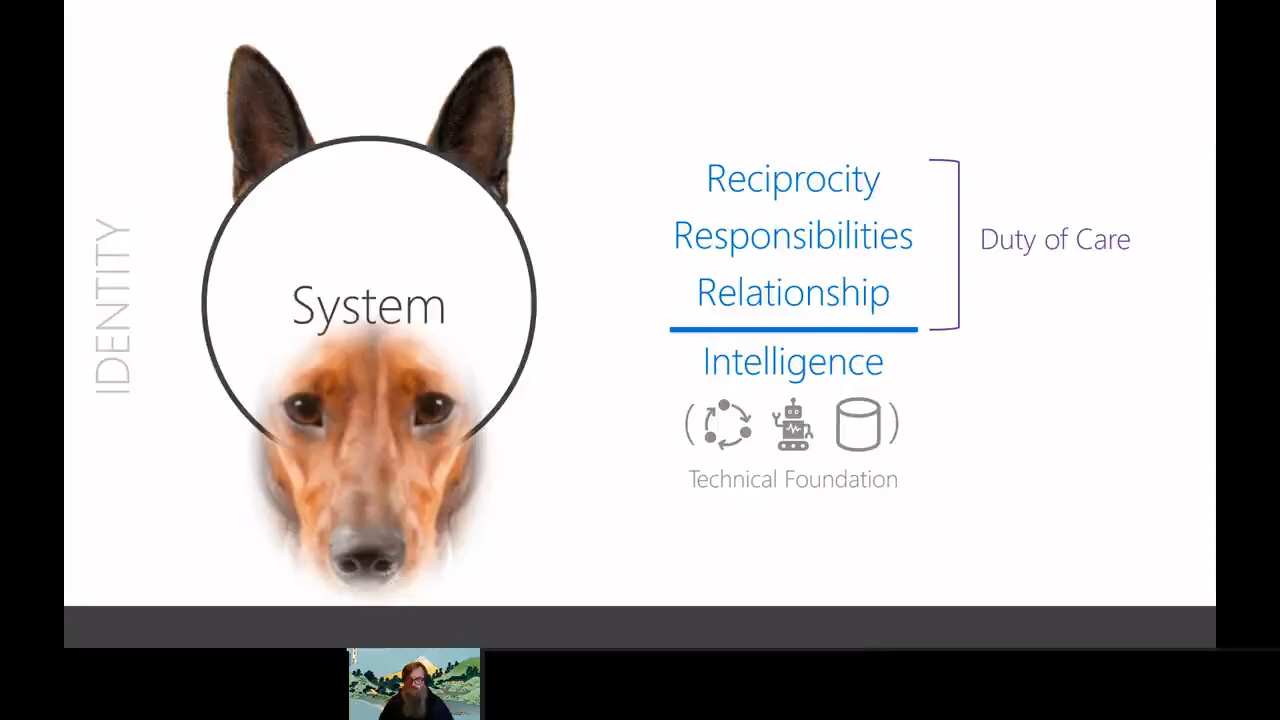 IDENTITY
System
Reciprocity
Responsibilities
Relationship
Duty of Care
Intelligence
Technical Foundation